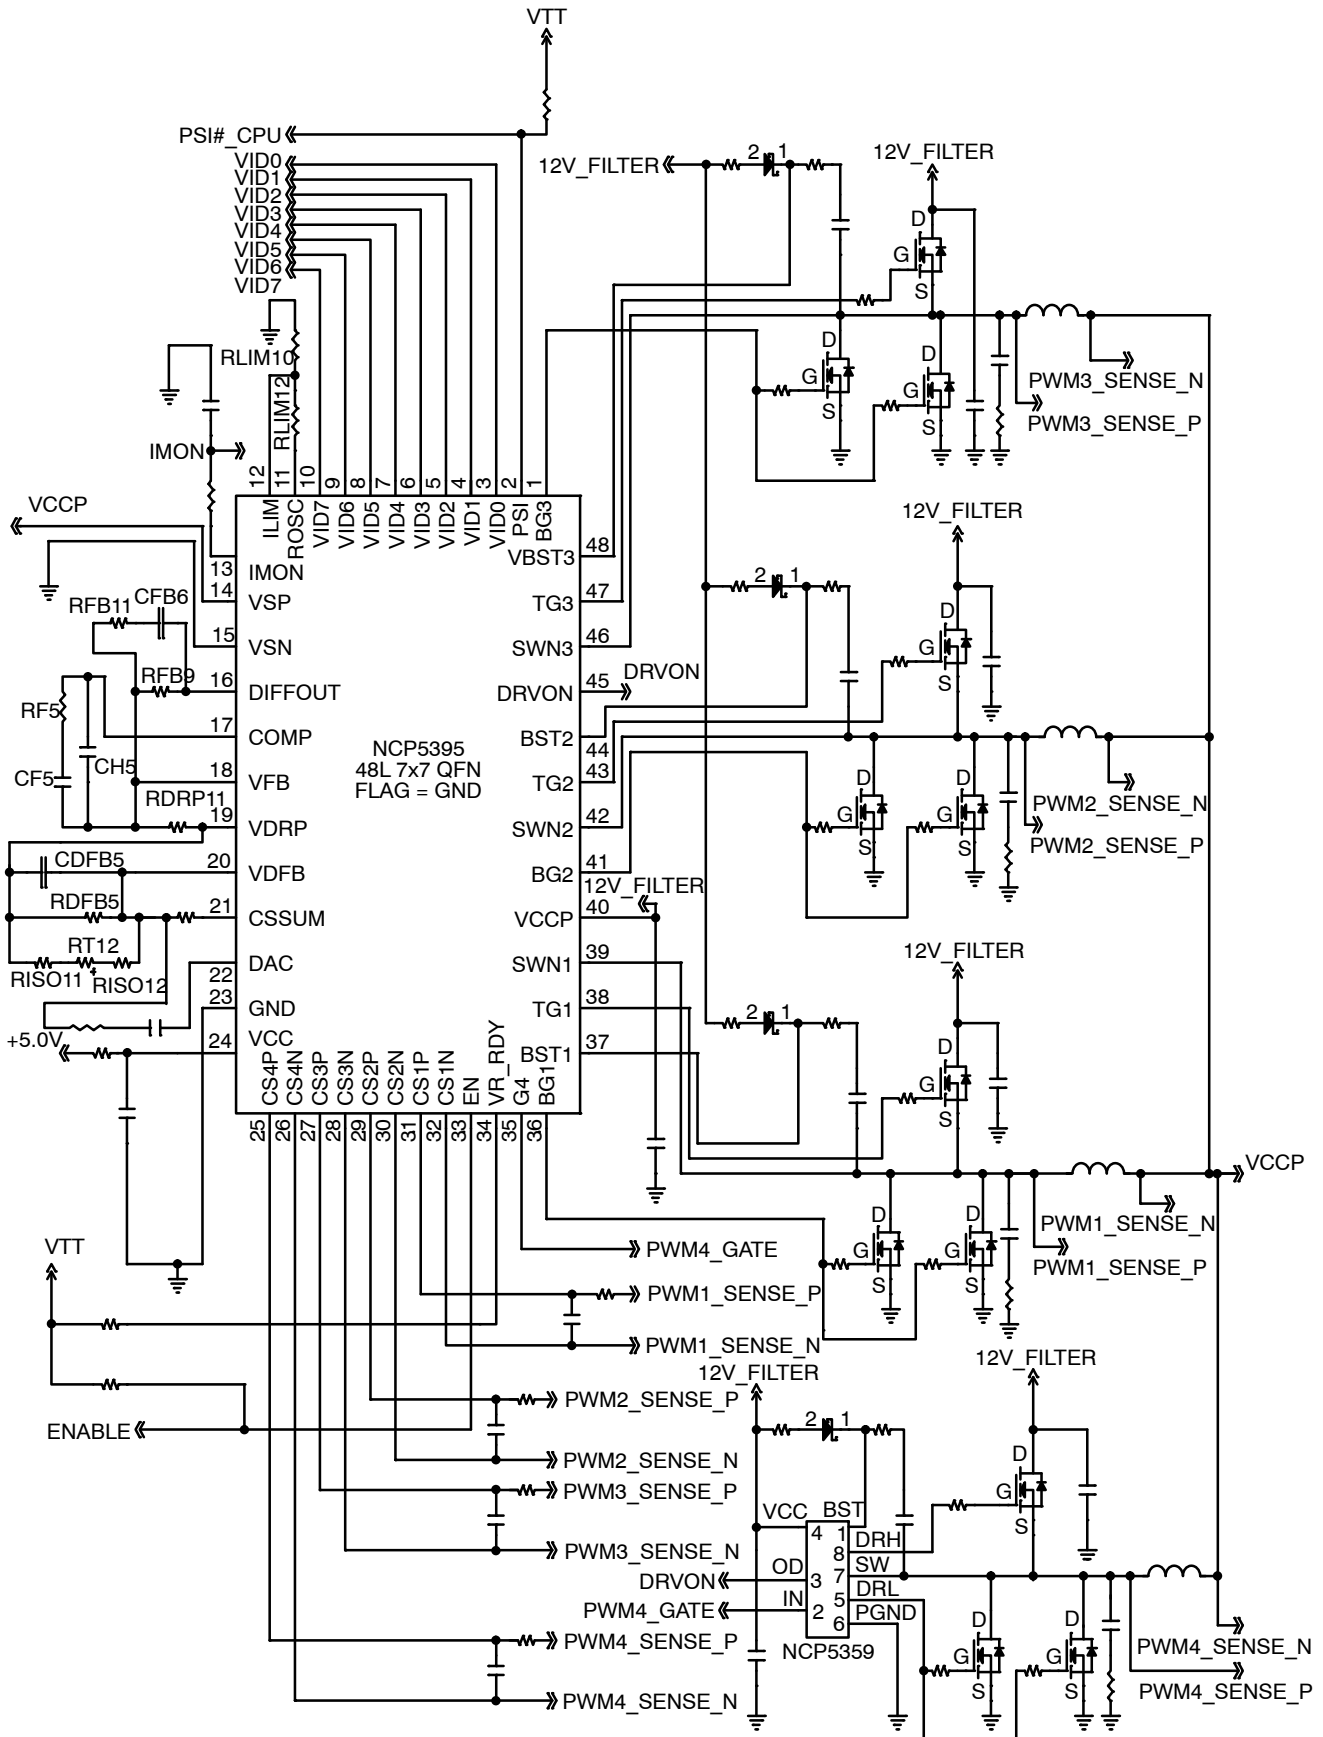 VTT
PSI#_CPU
VID0
VID1
VID2
VID3
VID4
VID5
VID6
VID7
12V_FILTER
2 1
12V_FILTER
D
G
S
RLIM10
RLIM12
D
G
S
D
G
S
PWM3_SENSE_N
PWM3_SENSE_P
IMON
12 11 10 9 8 7 6 5 4 3 2 1
ILIM ROSC VID7 VID6 VID5 VID4 VID3 VID2 VID1 VID0 PSI BG3
VCCP
13 IMON
14 VSP
15 VSN
16 DIFFOUT
17 COMP
18 VFB
19 VDRP
20 VDFB
21 CSSUM
22 DAC
23 GND
24 VCC
RFB11 CFB6
RFB9
RF5
CF5
CH5
RDRP11
CDFB5
RDFB5
RT12
RISO11
RISO12
+5.0V
NCP5395
48L 7x7 QFN
FLAG = GND
VBST3 48
TG3 47
SWN3 46
DRVON 45 DRVON
BST2 44
TG2 43
SWN2 42
BG2 41
12V_FILTER
VCCP 40
SWN1 39
TG1 38
BST1 37
CS4P CS4N CS3P CS3N CS2P CS2N CS1P CS1N EN VR_RDY G4 BG1
25 26 27 28 29 30 31 32 33 34 35 36
12V_FILTER
2 1
D
G
S
D
G
S
D
G
S
PWM2_SENSE_N
PWM2_SENSE_P
12V_FILTER
2 1
D
G
S
VCCP
D
G
S
D
G
S
PWM1_SENSE_N
PWM1_SENSE_P
VTT
ENABLE
PWM4_GATE
PWM1_SENSE_P
PWM1_SENSE_N
PWM2_SENSE_P
PWM2_SENSE_N
PWM3_SENSE_P
PWM3_SENSE_N
PWM4_SENSE_P
PWM4_SENSE_N
12V_FILTER
2 1
12V_FILTER
D
G
S
VCC 4
BST 1
DRH 8
OD 3
SW 7
DRVON
IN 2
DRL 5
PWM4_GATE
PGND 6
NCP5359
D
G
S
D
G
S
PWM4_SENSE_N
PWM4_SENSE_P